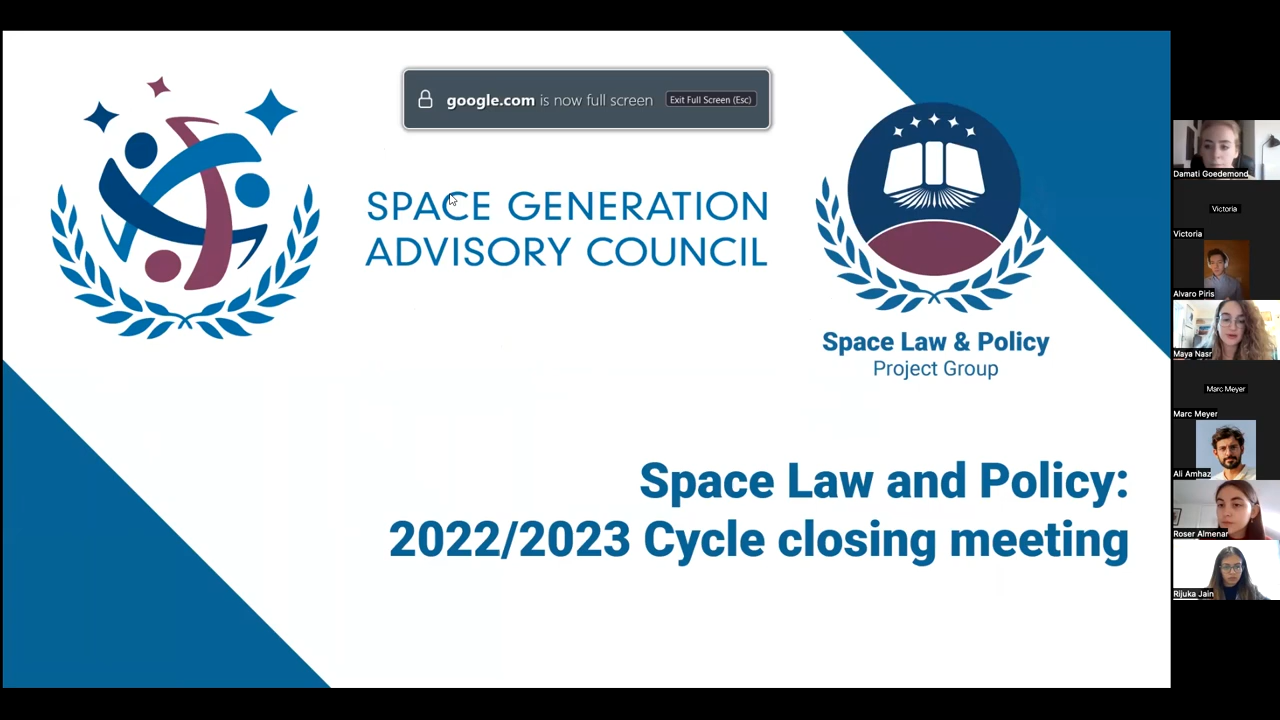 google.com is now full screen Exit Full Screen (Esc)
SPACE GENERATION
ADVISORY COUNCIL
Space Law & Policy
Project Group
Space Law and Policy:
2022/2023 Cycle closing meeting
Damati Goedemond
Victoria
Victoria
Alvaro Piris
Maya Nasr
Marc Meyer
Marc Meyer
Ali Amhaz
Roser Almenar
Rijuka Jain